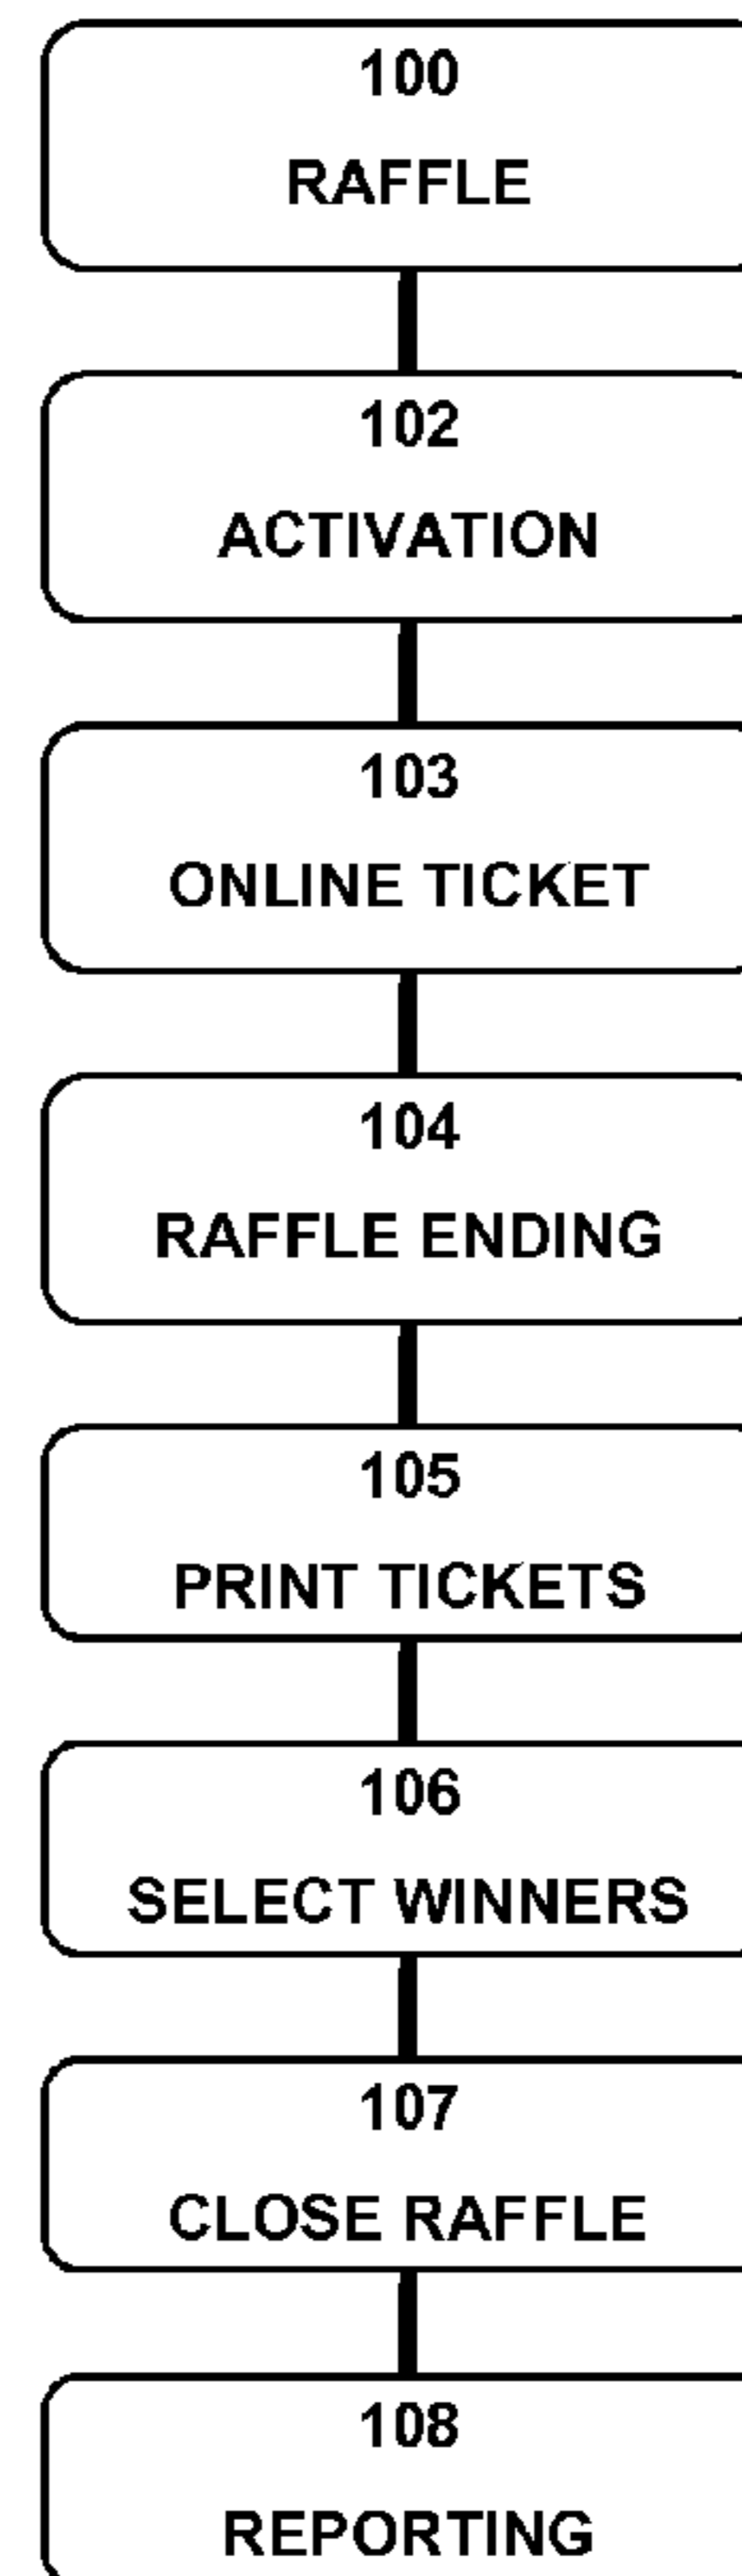 100
RAFFLE
102
ACTIVATION
103
ONLINE TICKET
104
RAFFLE ENDING
105
PRINT TICKETS
106
SELECT WINNERS
107
CLOSE RAFFLE
108
REPORTING